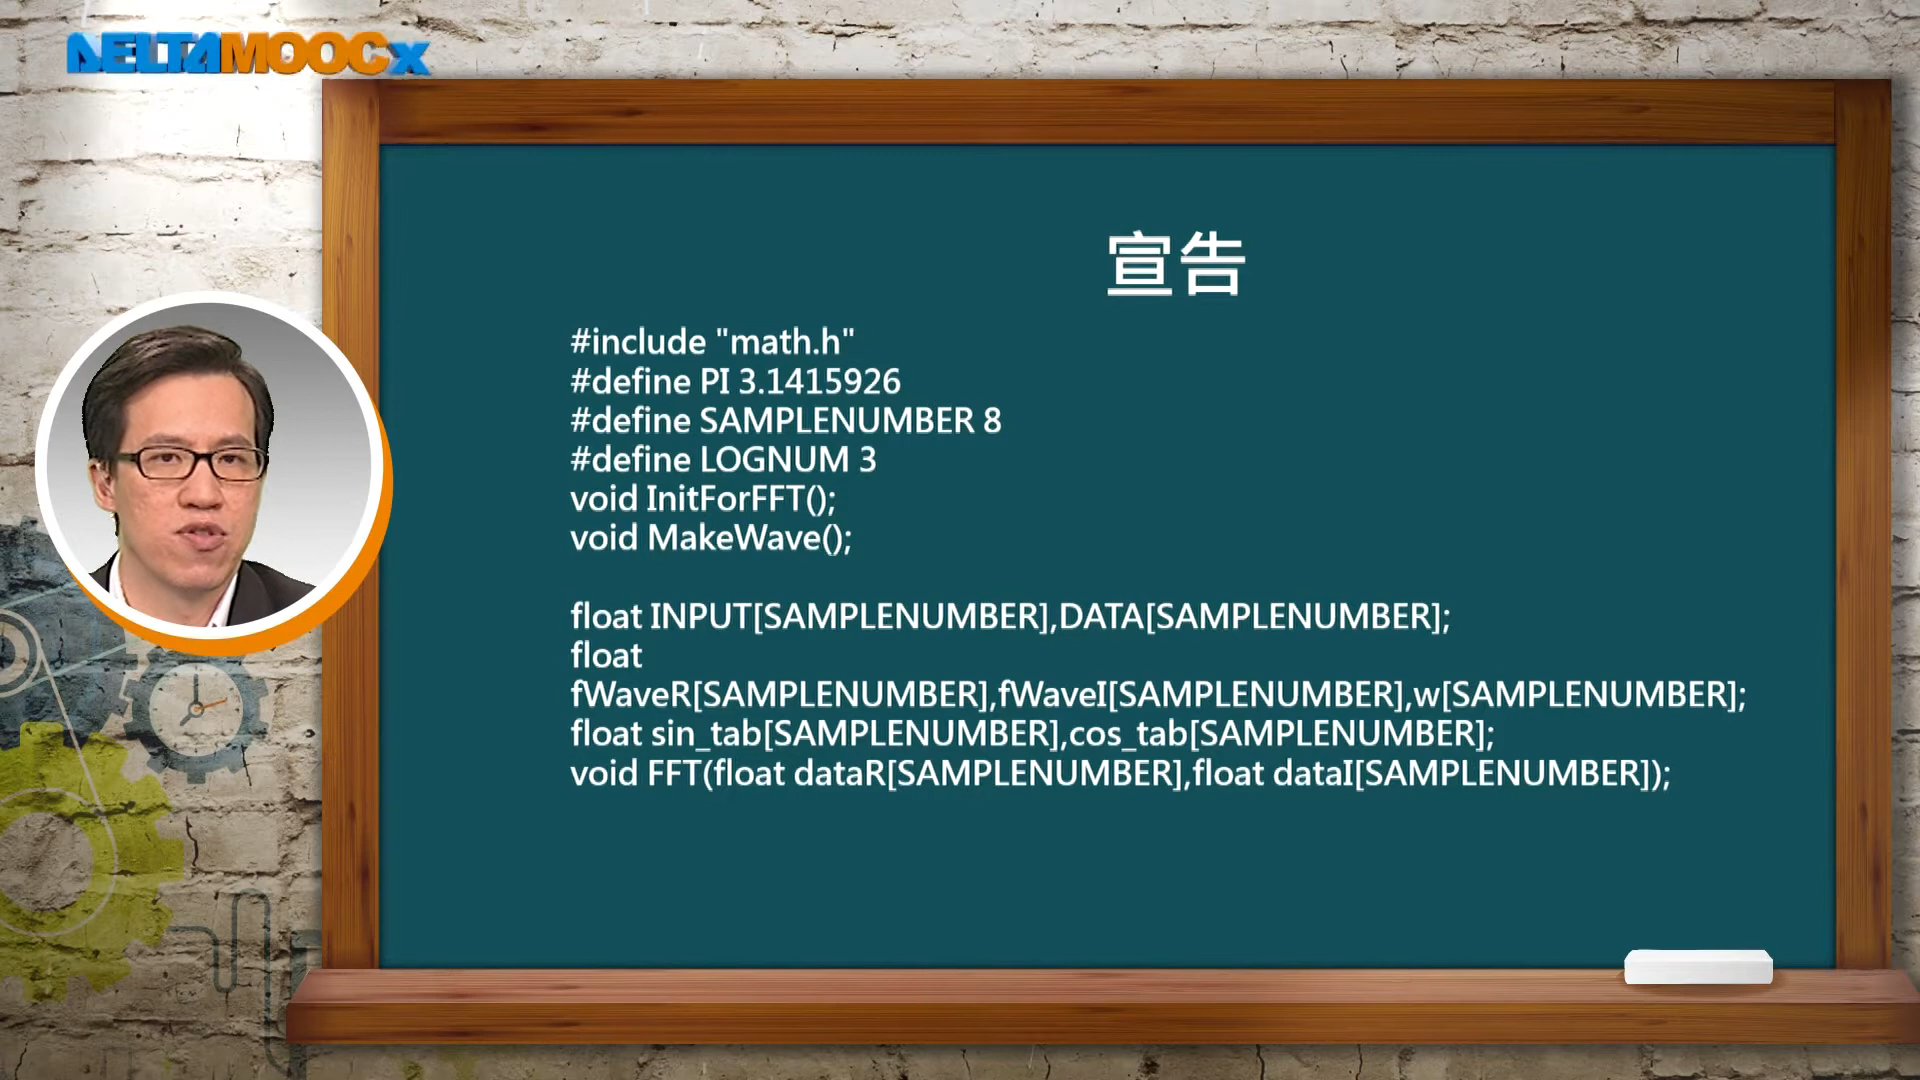 DELTAMOOCx
宣告
#include "math.h"
#define PI 3.1415926
#define SAMPLENUMBER 8
#define LOGNUM 3
void InitForFFT();
void MakeWave();
float INPUT[SAMPLENUMBER],DATA[SAMPLENUMBER];
float
fWaveR[SAMPLENUMBER],fWaveI[SAMPLENUMBER],w[SAMPLENUMBER];
float sin_tab[SAMPLENUMBER],cos_tab[SAMPLENUMBER];
void FFT(float dataR[SAMPLENUMBER],float dataI[SAMPLENUMBER]);